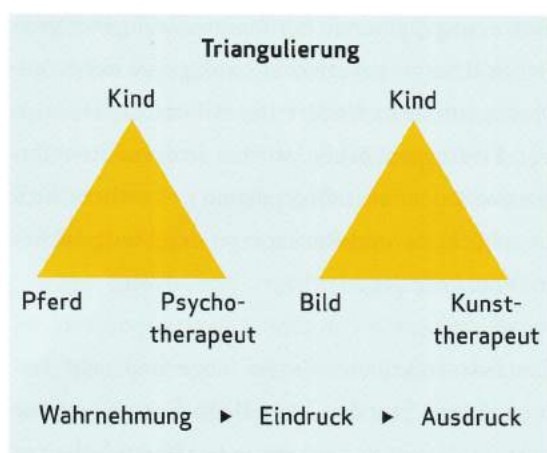 Triangulierung
Kind Kind
Pferd Psycho-
therapeut
Bild Kunst-
therapeut
Wahrnehmung ▸ Eindruck ▸ Ausdruck